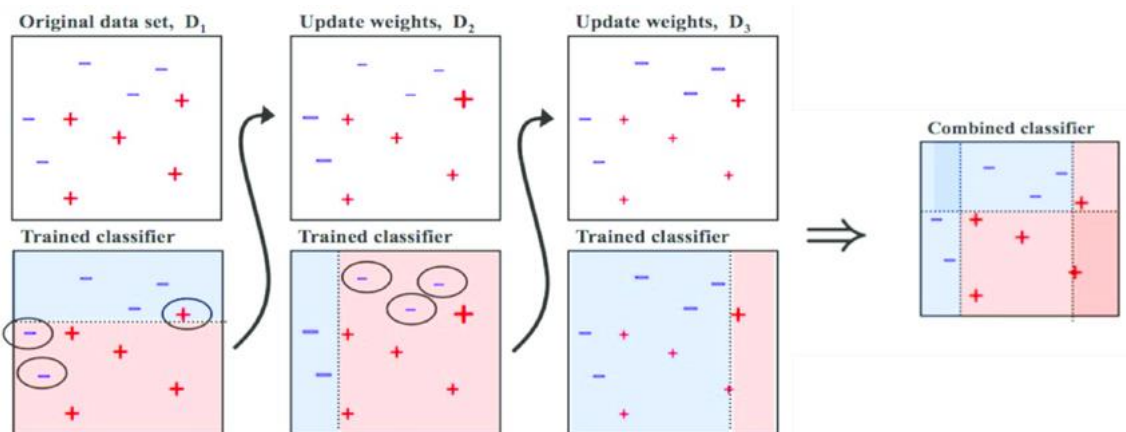 Original data set, D1
Update weights, D2
Update weights, D3
Combined classifier
Trained classifier
Trained classifier
Trained classifier